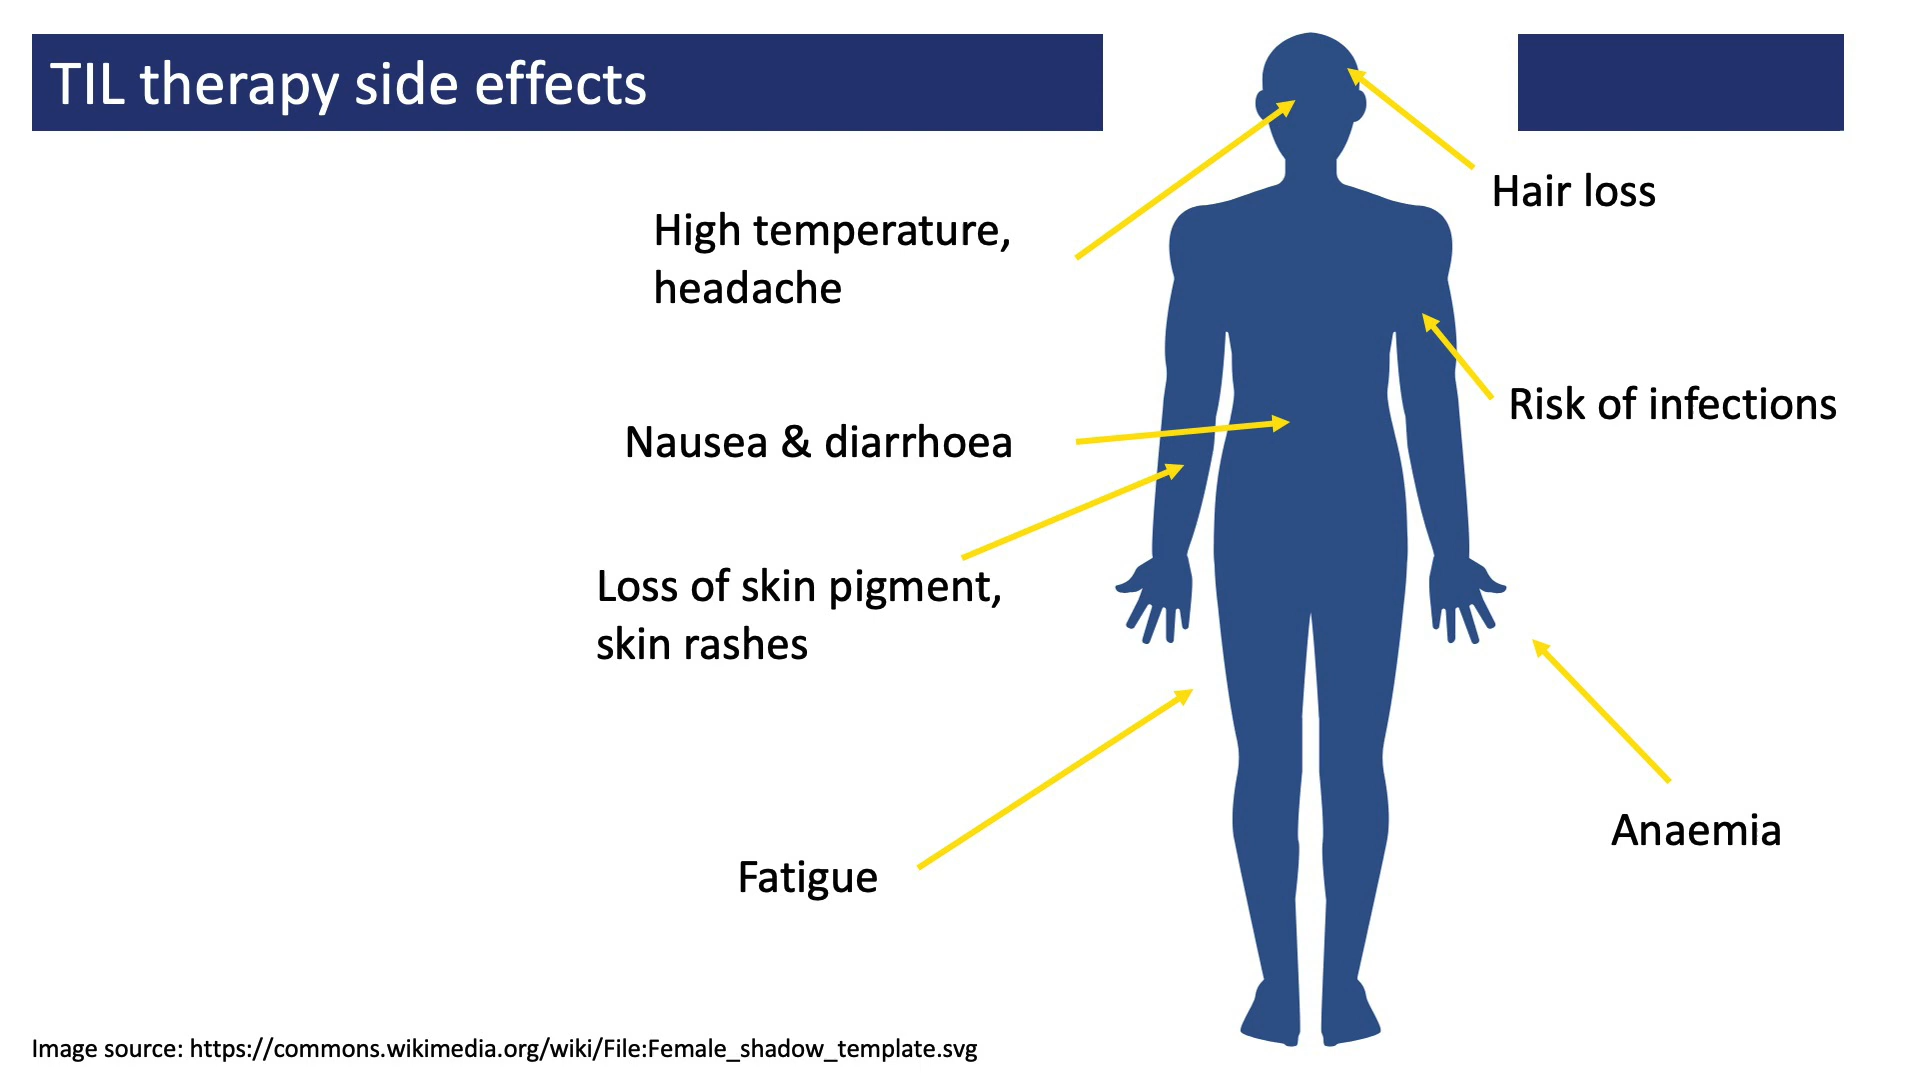 TIL therapy side effects
Hair loss
High temperature,
headache
Risk of infections
Nausea & diarrhoea
Loss of skin pigment,
skin rashes
Anaemia
Fatigue
Image source: https://commons.wikimedia.org/wiki/File:Female_shadow_template.svg